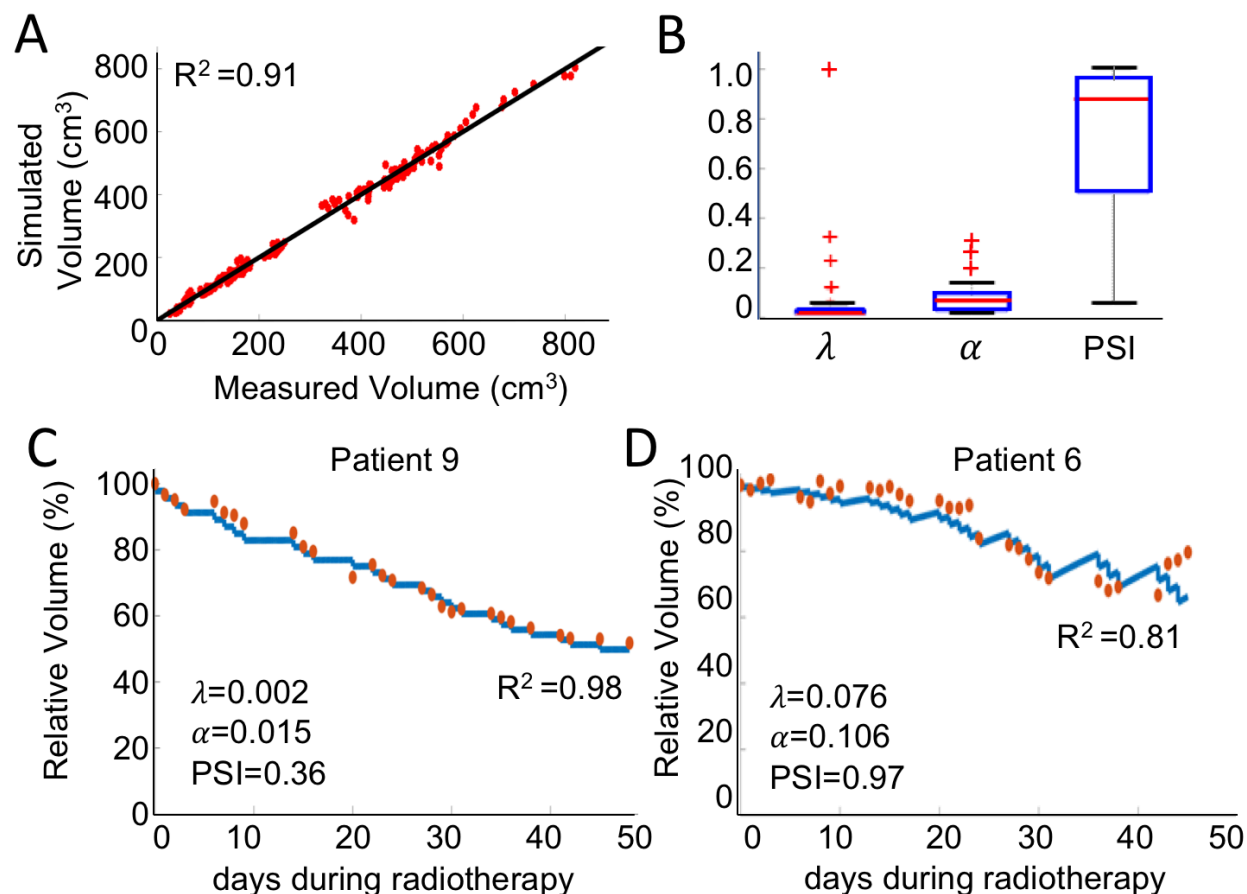 A
R² =0.91
800
600
400
200
0
0 200 400 600 800
Simulated
Volume (cm³)
Measured Volume (cm³)
B
1.0
0.8
0.6
0.4
0.2
0
λ α PSI
C
Patient 9
100
80
60
40
20
0
0 10 20 30 40 50
Relative Volume (%)
λ=0.002
α=0.015
PSI=0.36
R² =0.98
days during radiotherapy
D
Patient 6
100
80
60
40
20
0
0 10 20 30 40 50
Relative Volume (%)
R² =0.81
λ=0.076
α=0.106
PSI=0.97
days during radiotherapy